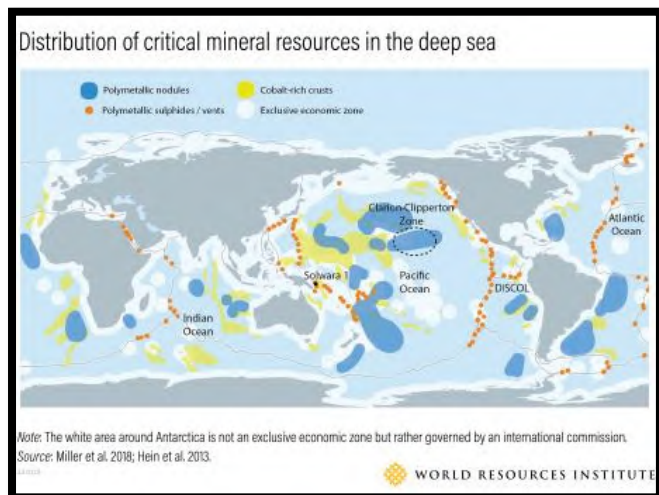 Distribution of critical mineral resources in the deep sea
Polymetallic nodules
Cobalt-rich crusts
Polymetallic sulphides / vents
Exclusive economic zone
Clarion-Clipperton
Zone
Atlantic
Ocean
Solwara 1
Pacific
Ocean
DISCOL
Indian
Ocean
Note: The white area around Antarctica is not an exclusive economic zone but rather governed by an international commission.
Source: Miller et al. 2018; Hein et al. 2013.
WORLD RESOURCES INSTITUTE